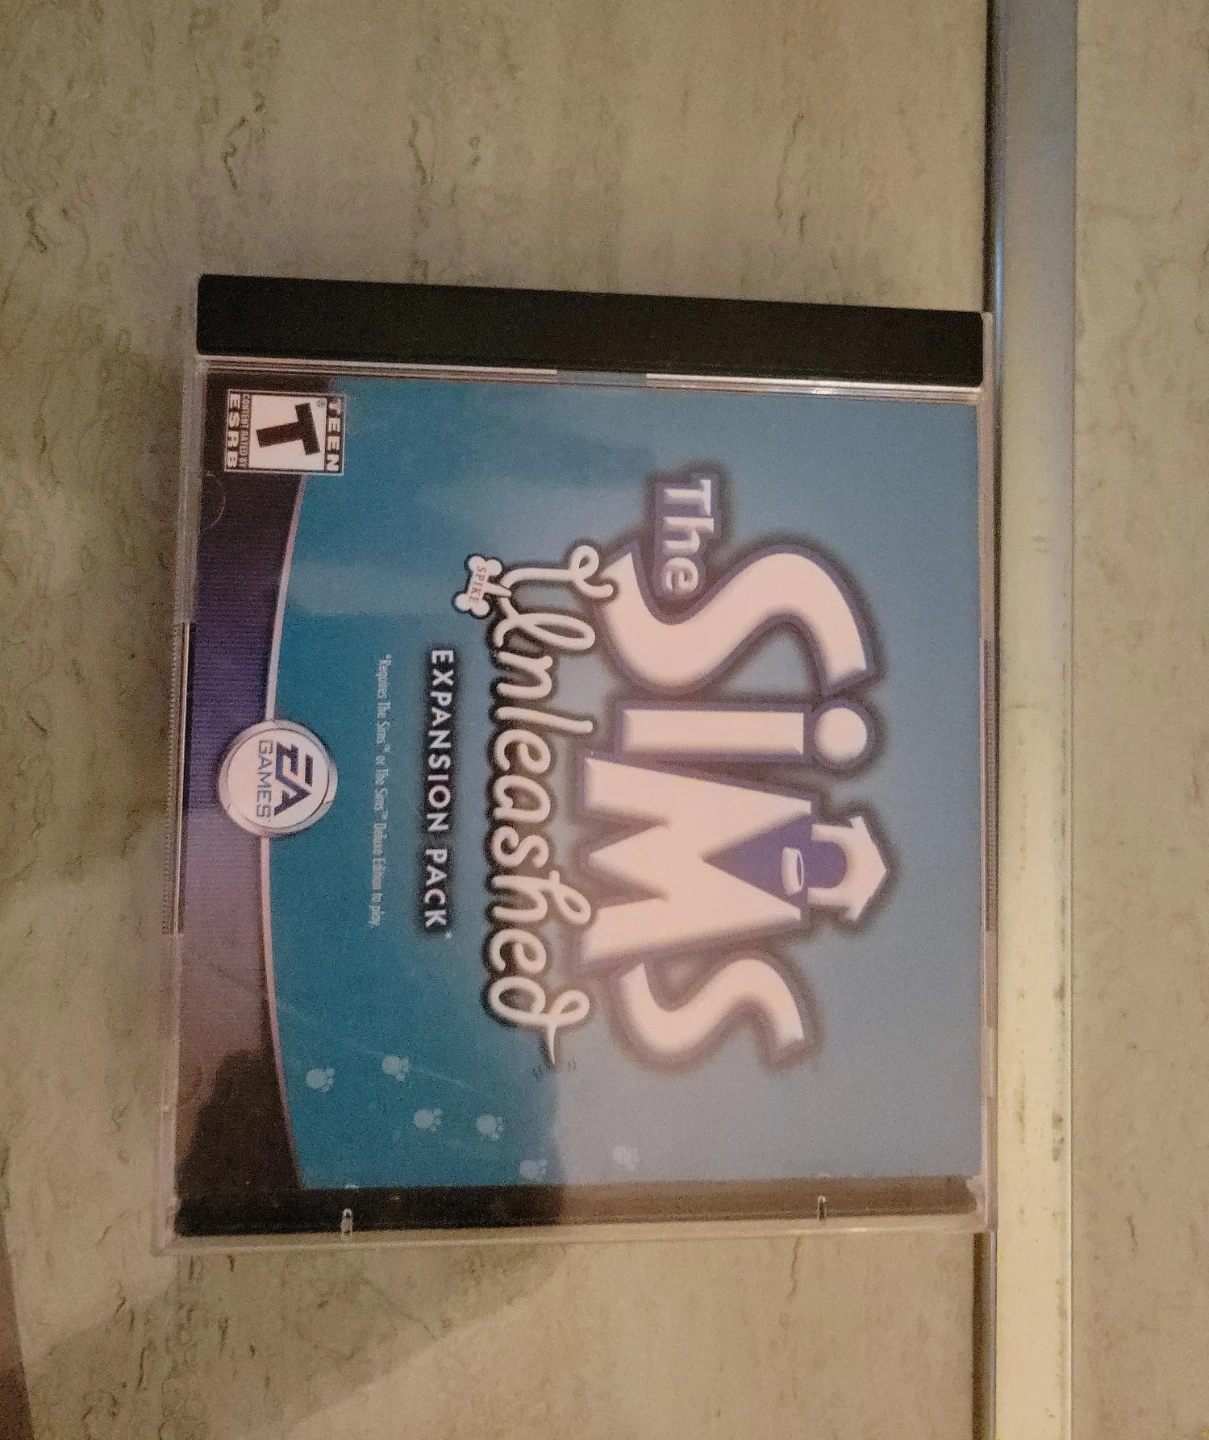 The
SiMS
Unleashed
SPIKE
EXPANSION PACK*
*Requires The Sims™ or The Sims™ Deluxe Edition to play.
EA
GAMES
TEEN
T®
CONTENT RATED BY
ESRB